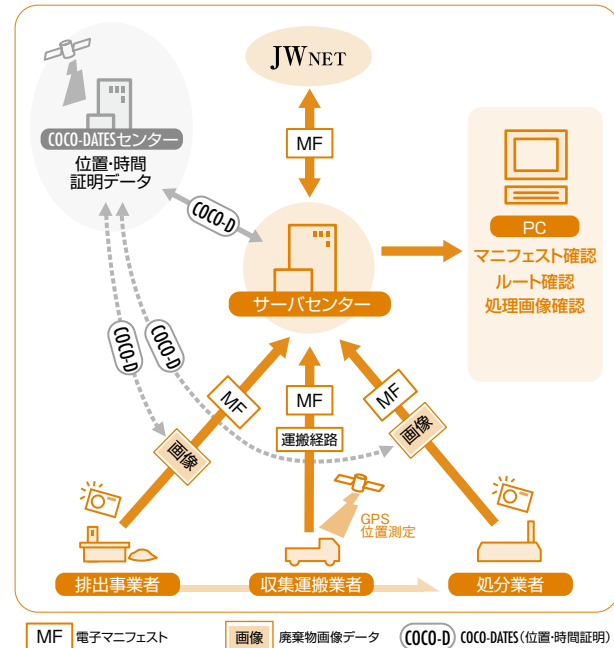 JWNET
COCO-DATESセンター
位置・時間
証明データ
MF
COCO-D
PC
マニフェスト確認
ルート確認
処理画像確認
サーバセンター
COCO-D
COCO-D
MF
MF
MF
画像
運搬経路
画像
GPS
位置測定
排出事業者
収集運搬業者
処分業者
MF 電子マニフェスト
画像 廃棄物画像データ
COCO-D COCO-DATES(位置・時間証明)